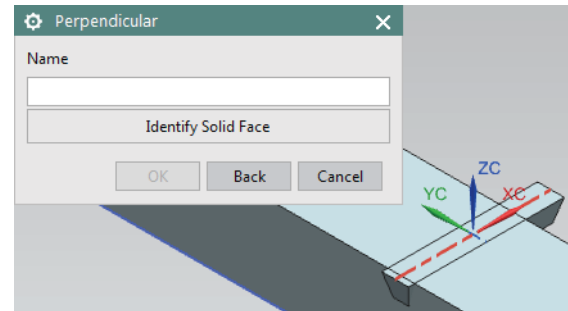 Perpendicular
Name
Identify Solid Face
OK Back Cancel
ZC
YC XC